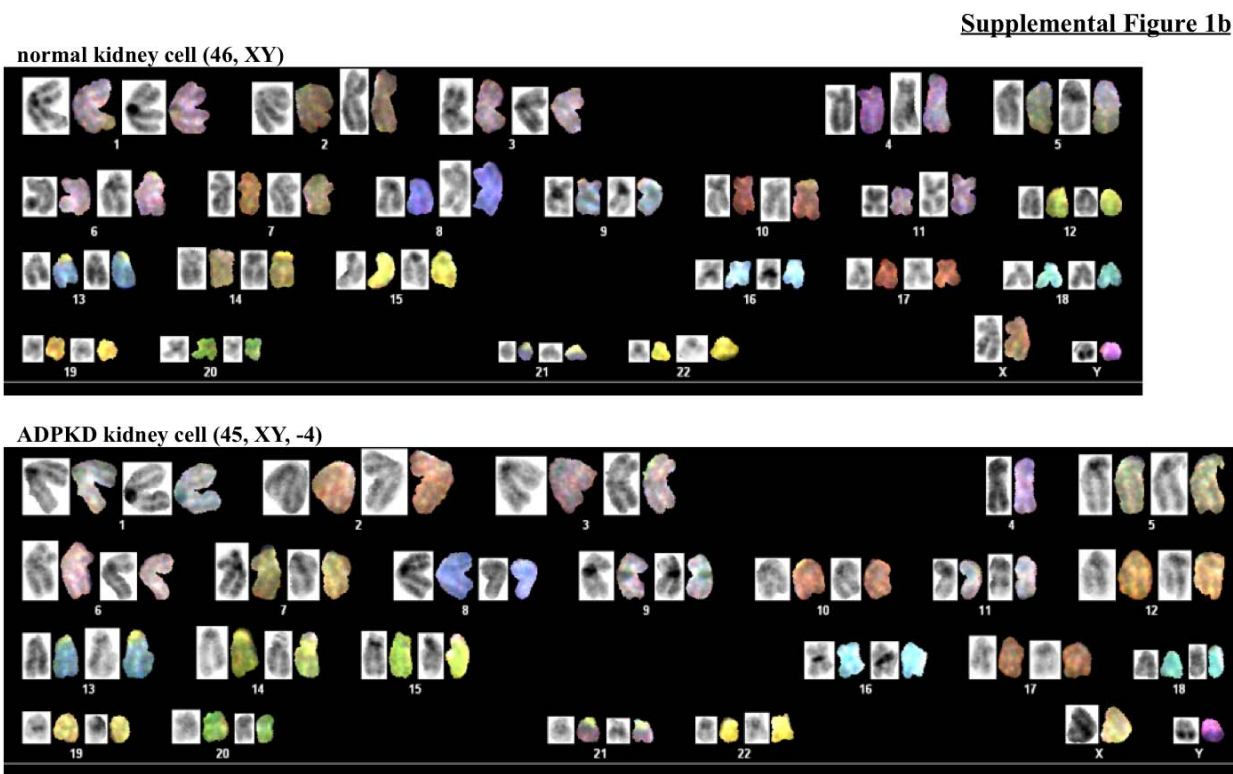 Supplemental Figure 1b
normal kidney cell (46, XY)
1 2 3 4 5
6 7 8 9 10 11 12
13 14 15 16 17 18
19 20 21 22 X Y
ADPKD kidney cell (45, XY, -4)
1 2 3 4 5
6 7 8 9 10 11 12
13 14 15 16 17 18
19 20 21 22 X Y